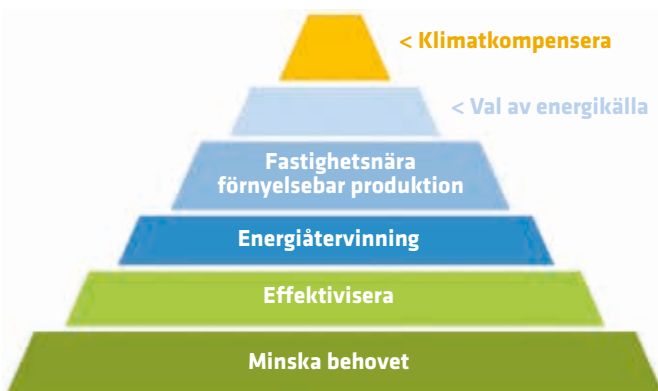 < Klimatkompensera
< Val av energikälla
Fastighetsnära
förnyelsebar produktion
Energiåtervinning
Effektivisera
Minska behovet